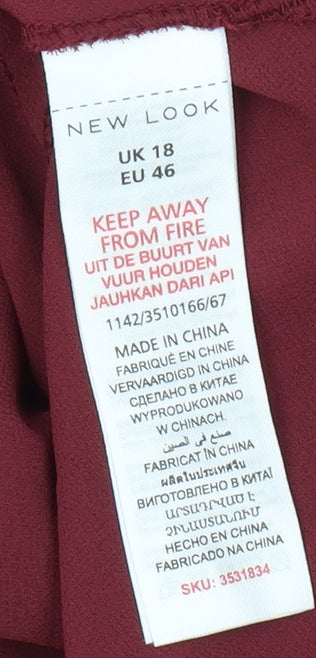 NEW LOOK
UK 18
EU 46
KEEP AWAY
FROM FIRE
UIT DE BUURT VAN
VUUR HOUDEN
JAUHKAN DARI API
1142/3510166/67
MADE IN CHINA
FABRIQUÉ EN CHINE
VERVAARDIGD IN CHINA
СДЕЛАНО В КИТАЕ
WYPRODUKOWANO
W CHINACH.
صنع في الصين
FABRICAT ÎN CHINA
ผลิตในประเทศจีน
ВИГОТОВЛЕНО В КИТАЇ
ԱՐՏԱԴՐՎԱԾ Է
ՉԻՆԱՍՏԱՆՈՒՄ
HECHO EN CHINA
FABRICADO NA CHINA
SKU: 3531834